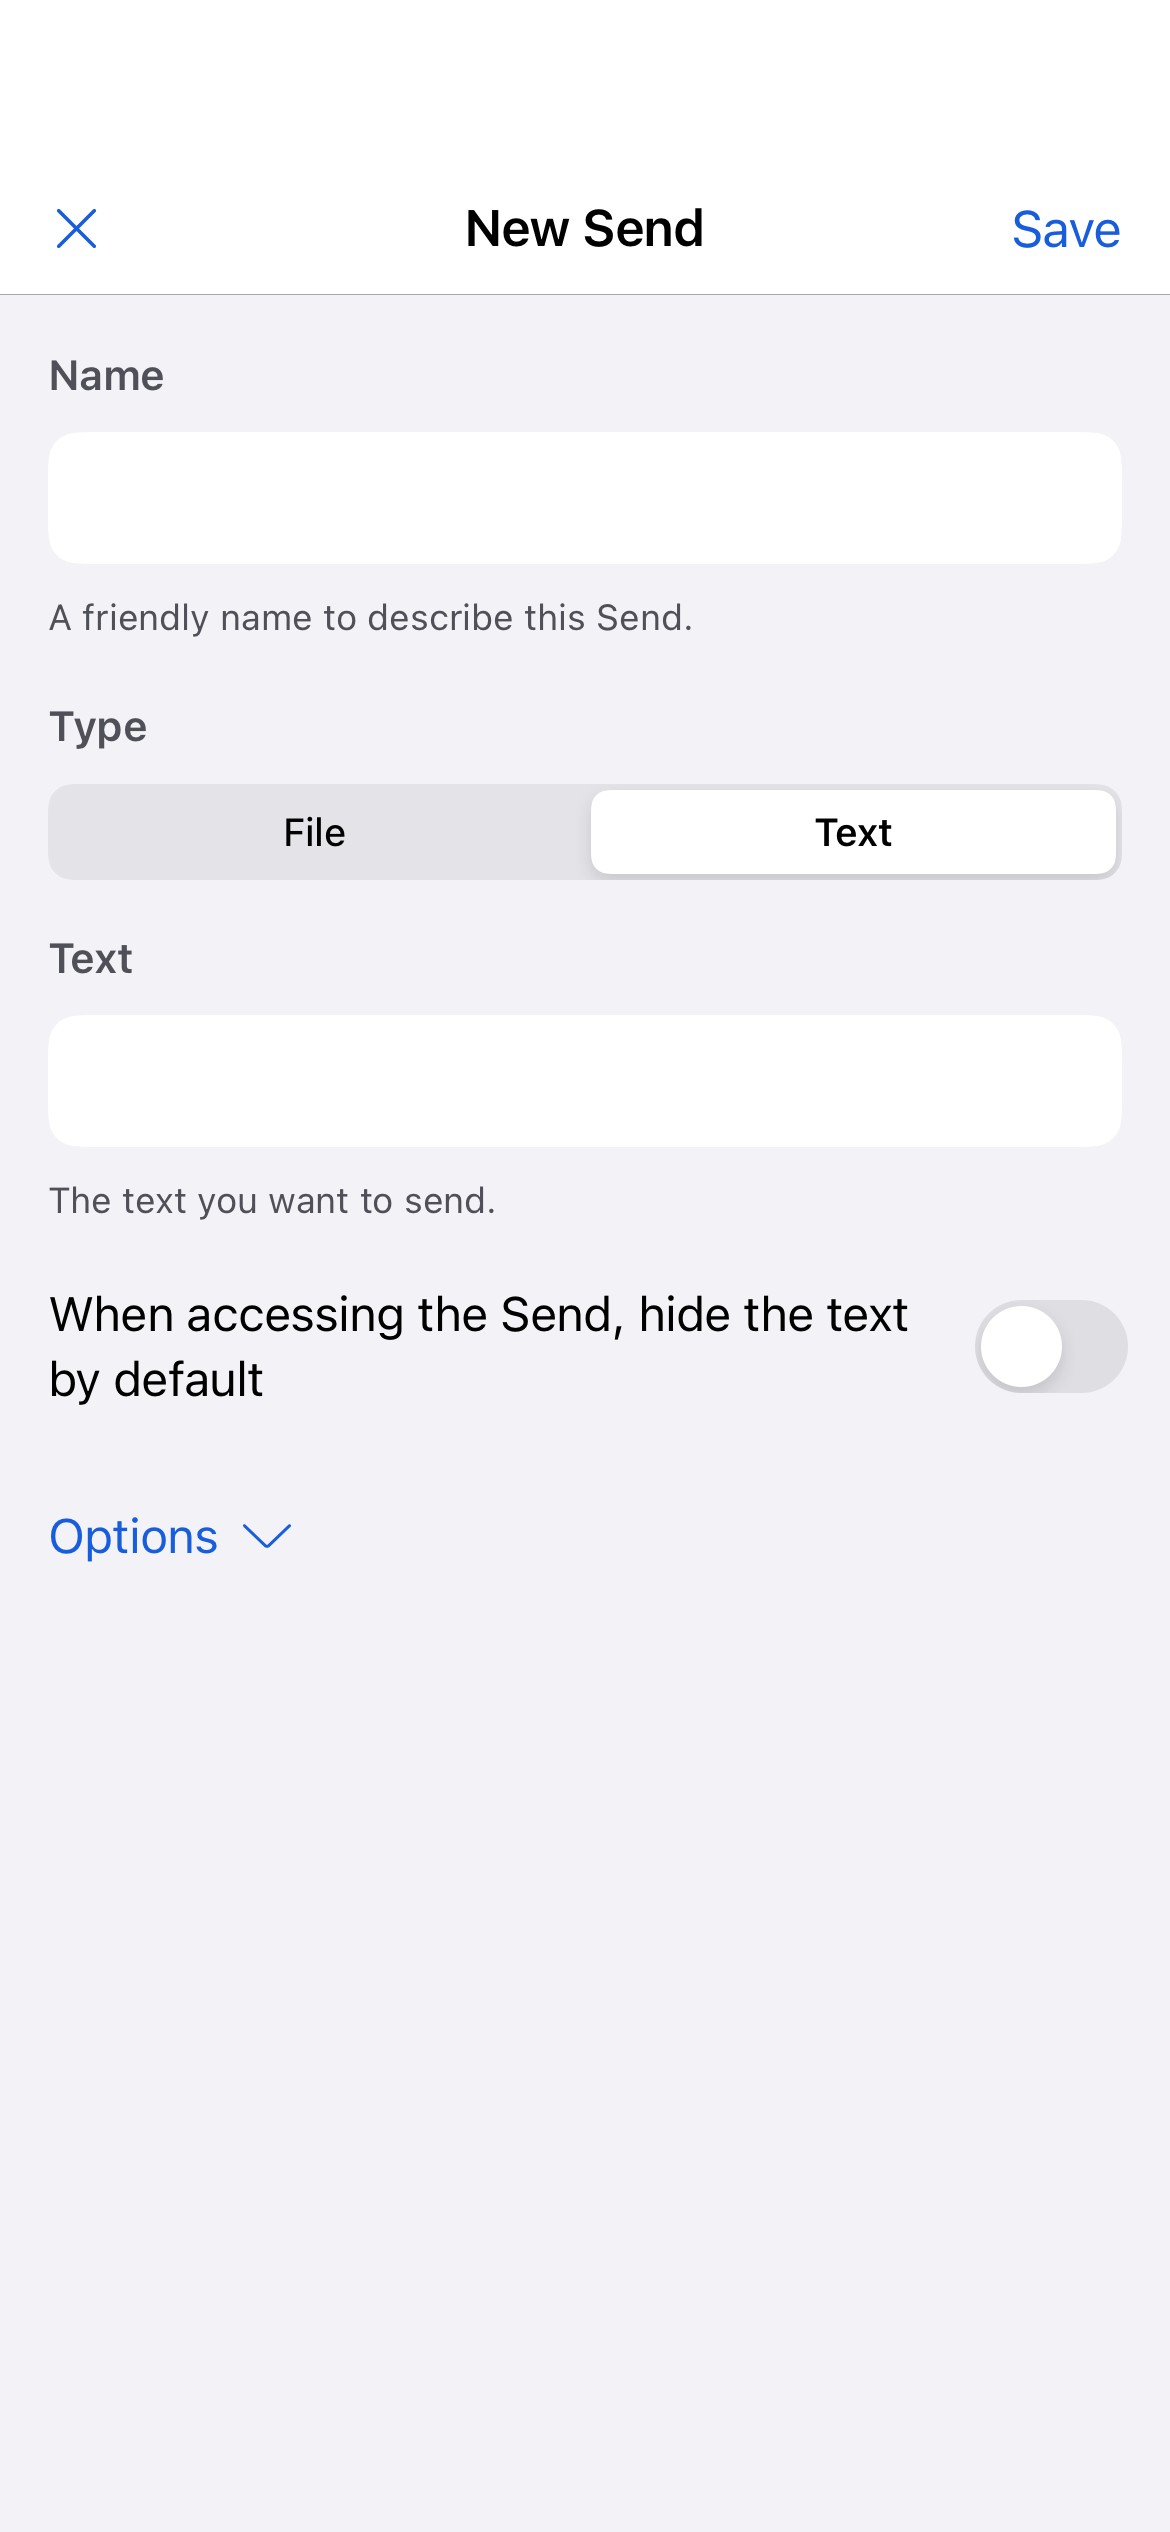 New Send
Save
Name
A friendly name to describe this Send.
Type
File
Text
Text
The text you want to send.
When accessing the Send, hide the text
by default
Options